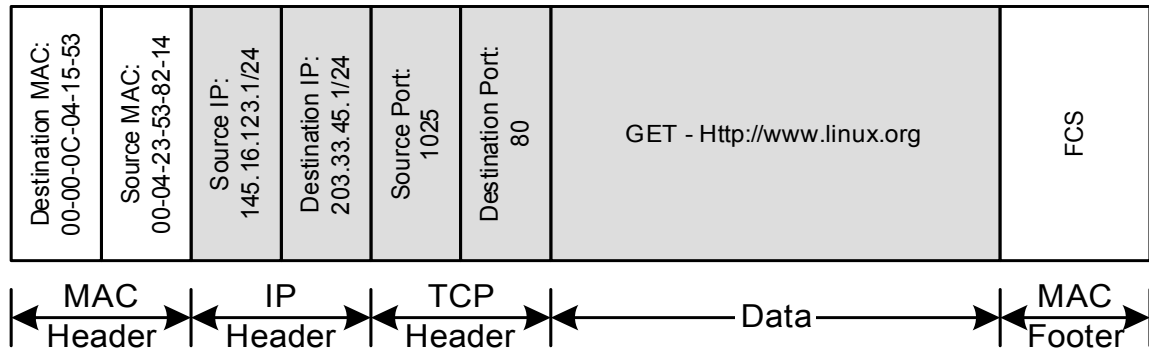 Destination MAC:
00-00-0C-04-15-53
Source MAC:
00-04-23-53-82-14
Source IP:
145.16.123.1/24
Destination IP:
203.33.45.1/24
Source Port:
1025
Destination Port:
80
GET - Http://www.linux.org
FCS
MAC
Header
IP
Header
TCP
Header
Data
MAC
Footer